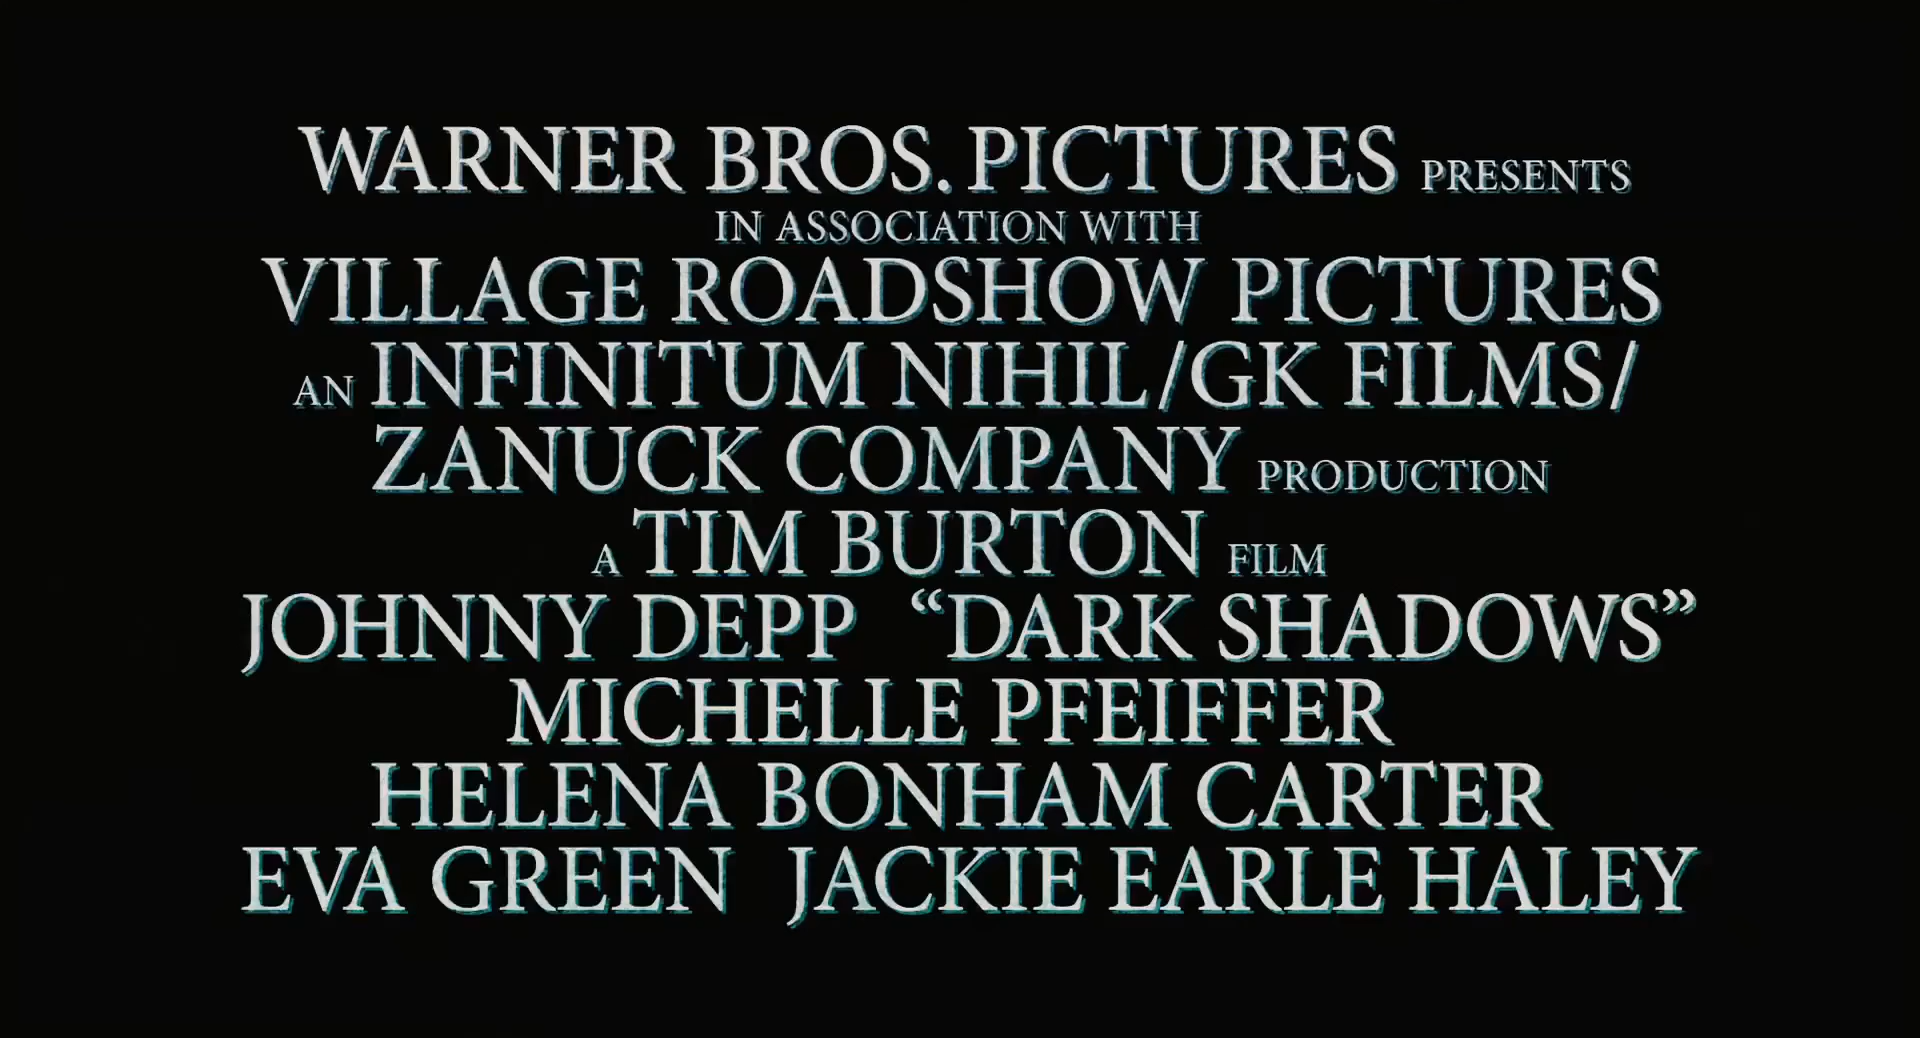 WARNER BROS. PICTURES PRESENTS
IN ASSOCIATION WITH
VILLAGE ROADSHOW PICTURES
AN INFINITUM NIHIL/GK FILMS/
ZANUCK COMPANY PRODUCTION
A TIM BURTON FILM
JOHNNY DEPP “DARK SHADOWS”
MICHELLE PFEIFFER
HELENA BONHAM CARTER
EVA GREEN JACKIE EARLE HALEY